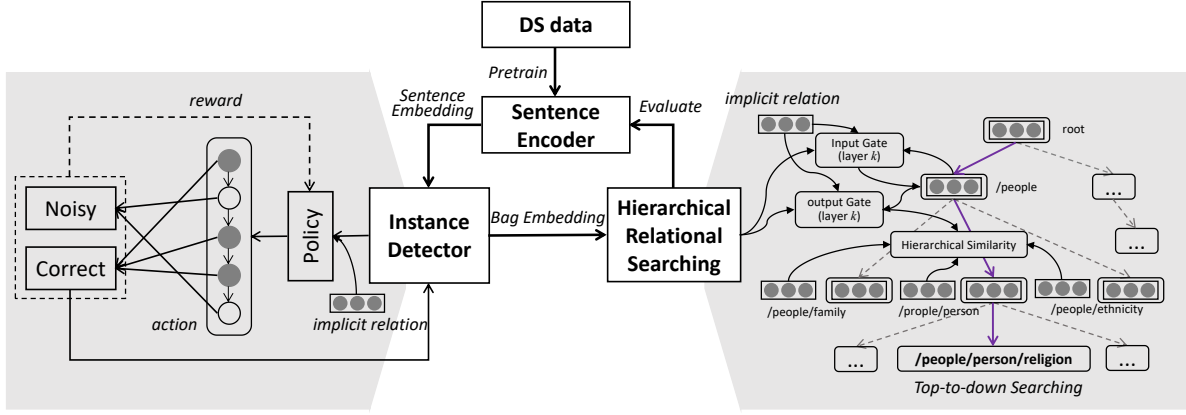 DS data
Pretrain
Sentence
Embedding
Sentence
Encoder
Evaluate
reward
Noisy
Correct
action
Policy
implicit relation
Instance
Detector
Bag Embedding
Hierarchical
Relational
Searching
implicit relation
Input Gate
(layer k)
output Gate
(layer k)
root
/people
...
...
Hierarchical Similarity
/people/family
/prople/person
/people/ethnicity
...
/people/person/religion
...
Top-to-down Searching